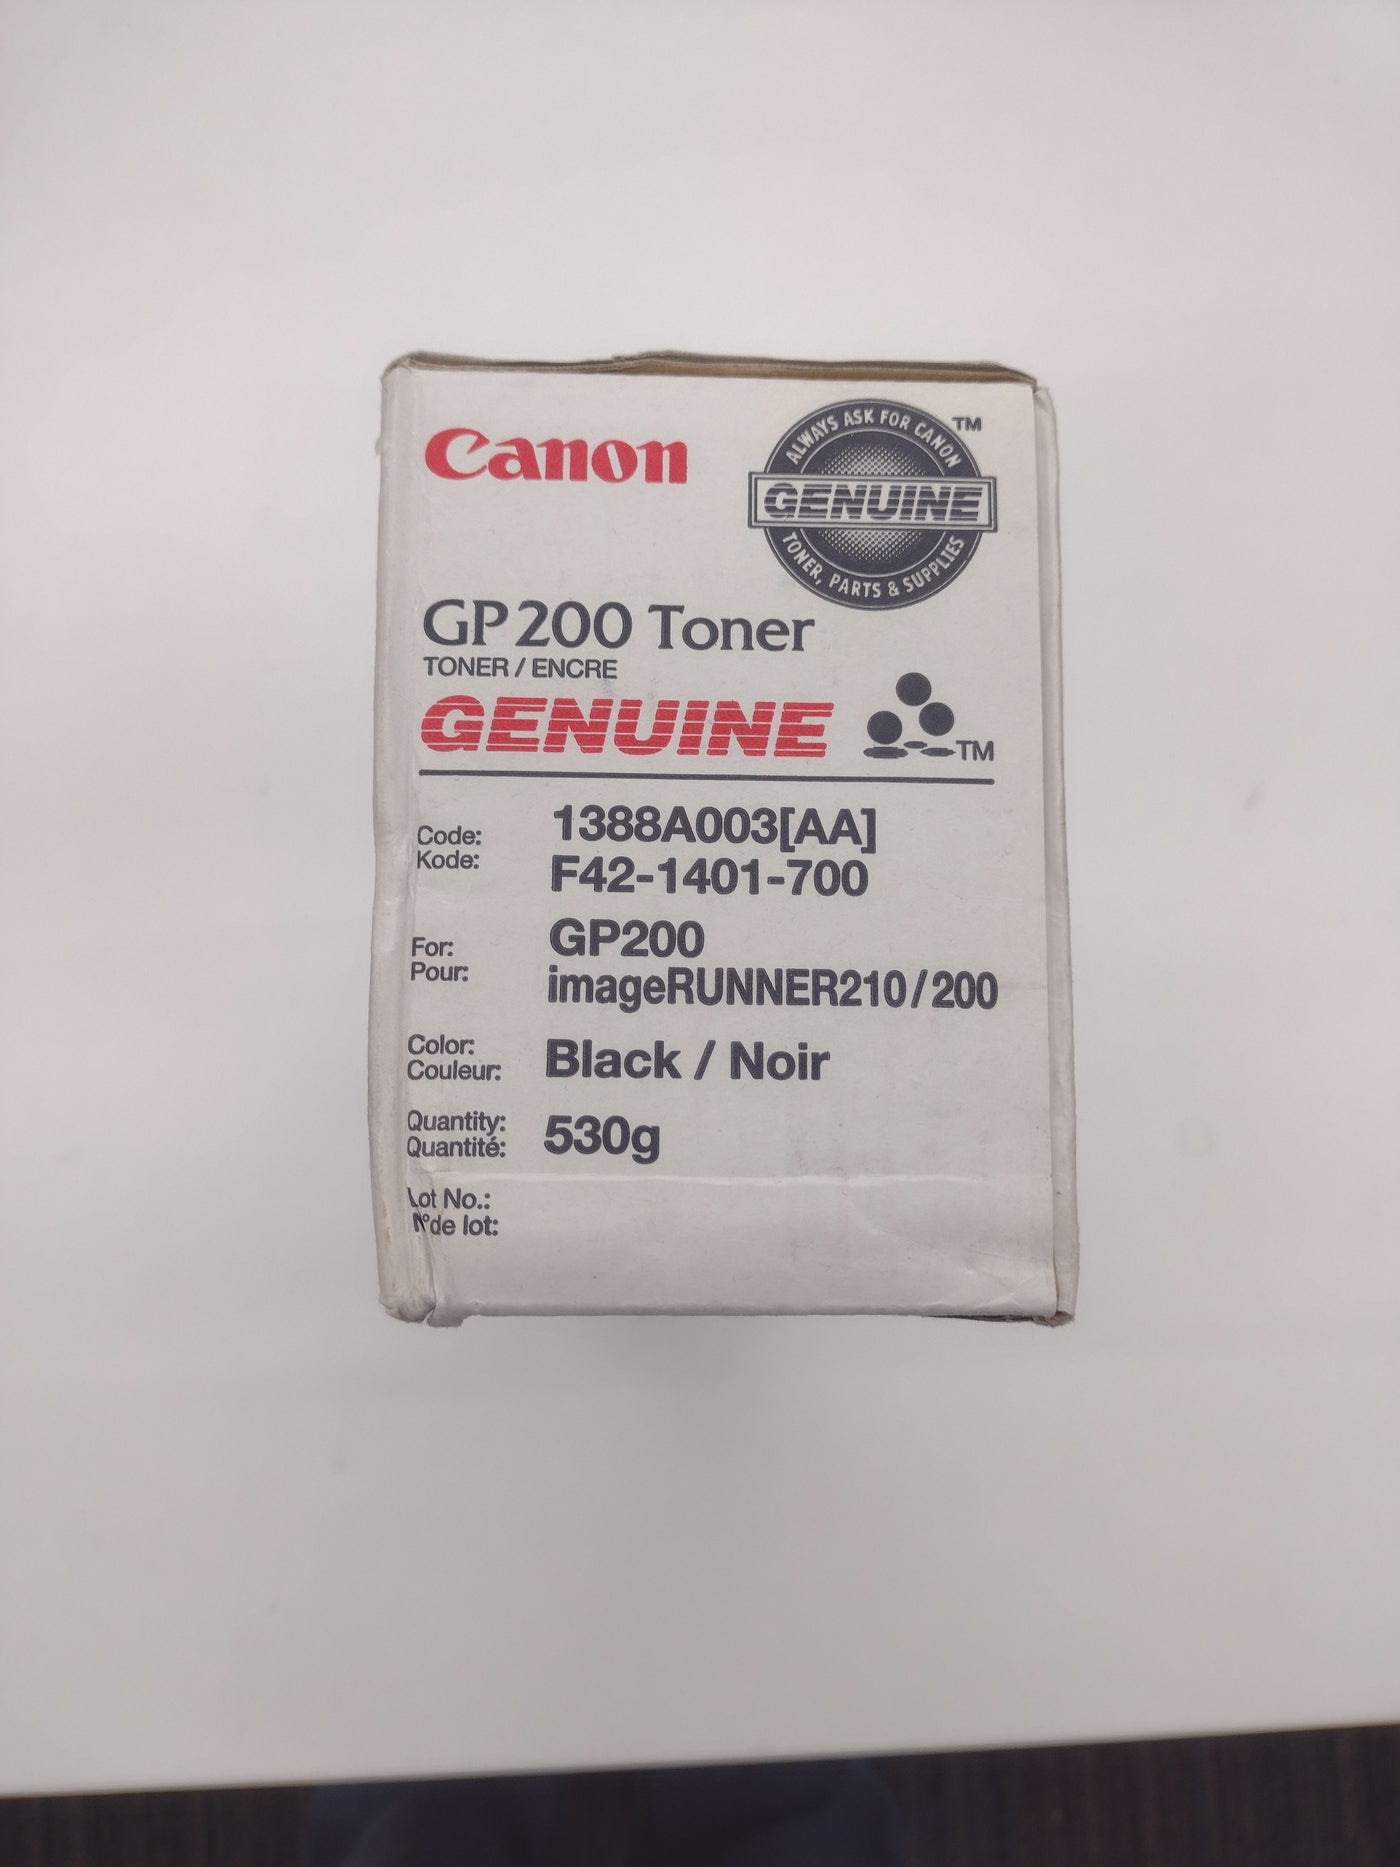 Canon
ALWAYS ASK FOR CANON
TM
GENUINE
TONER, PARTS & SUPPLIES
GP200 Toner
TONER / ENCRE
GENUINE
TM
Code: 1388A003[AA]
Kode: F42-1401-700
For: GP200
Pour: imageRUNNER210/200
Color:
Couleur: Black / Noir
Quantity:
Quantité: 530g
Lot No.:
N°de lot: